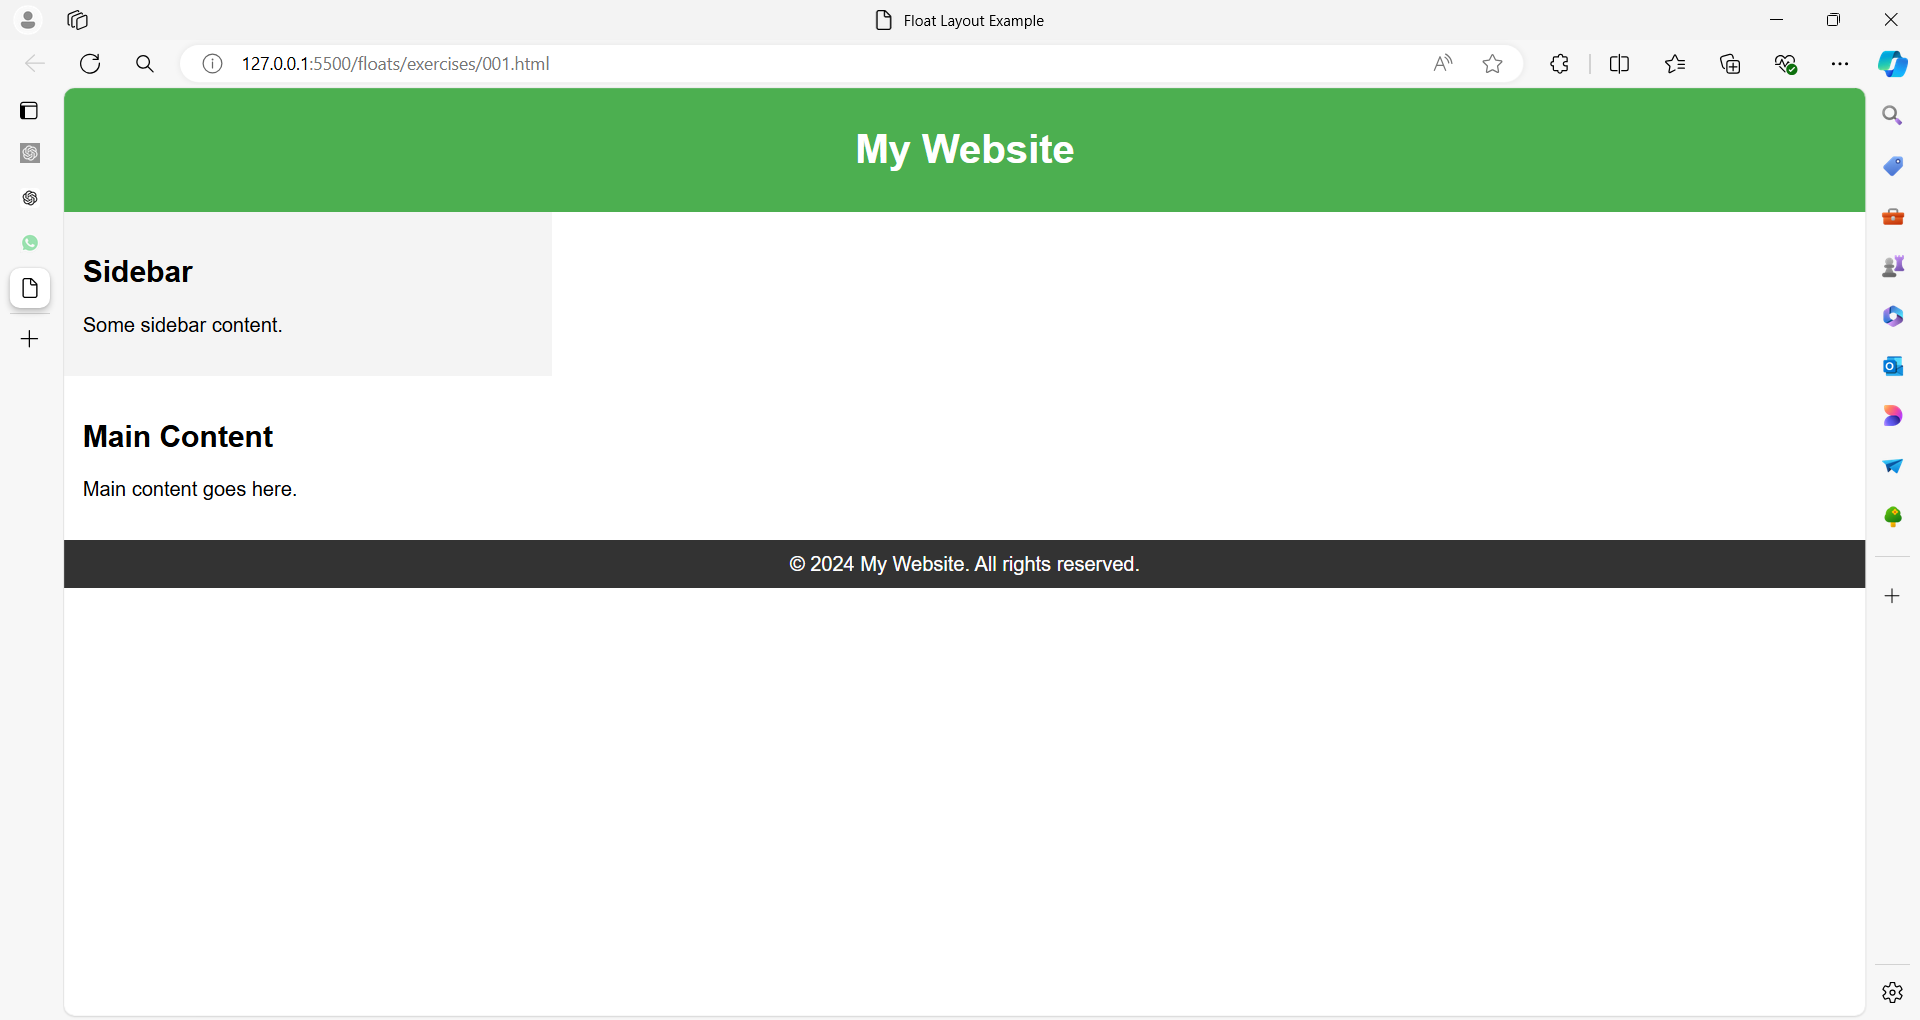 Float Layout Example
127.0.0.1:5500/floats/exercises/001.html
My Website
Sidebar
Some sidebar content.
Main Content
Main content goes here.
© 2024 My Website. All rights reserved.